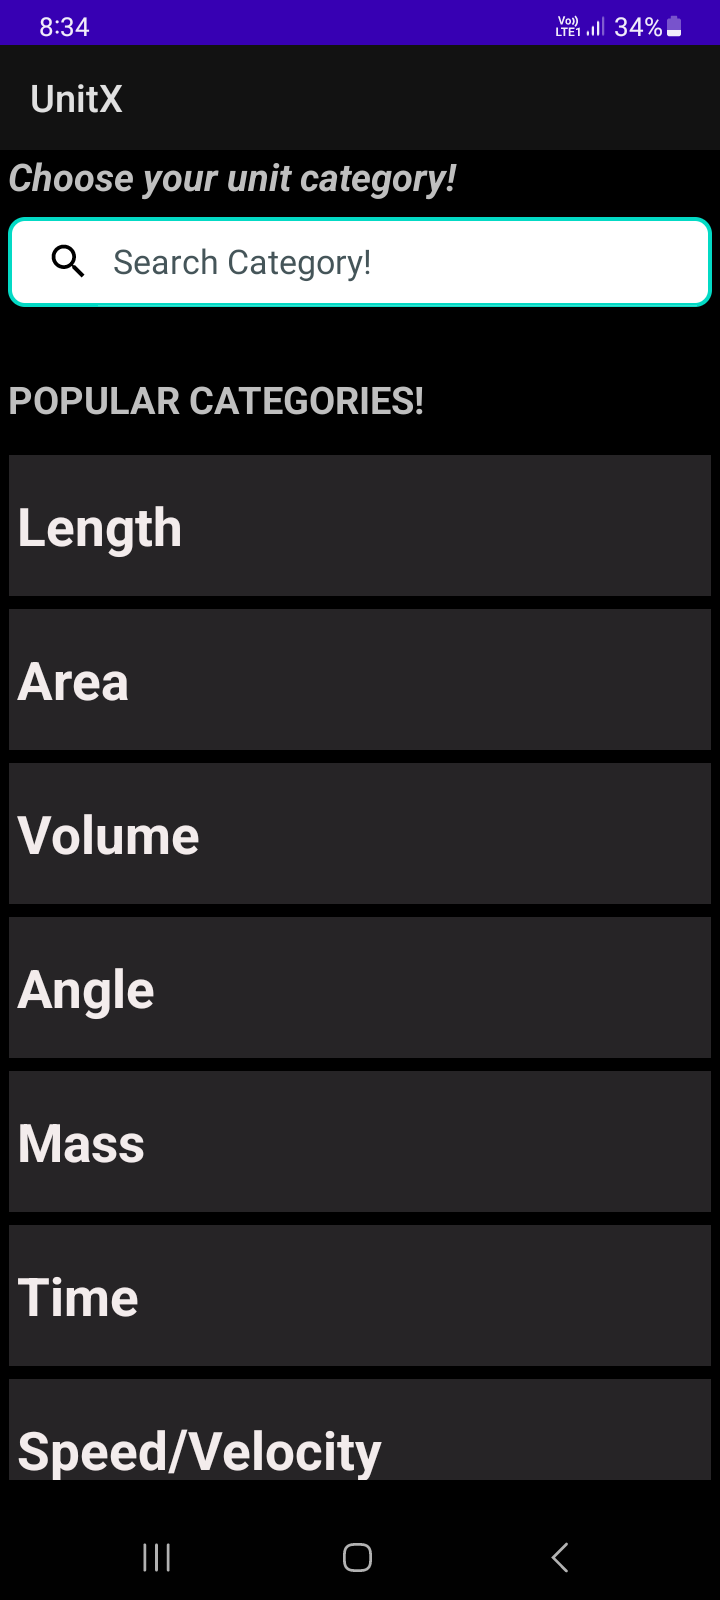 8:34
Vo))
LTE1
34%
UnitX
Choose your unit category!
Search Category!
POPULAR CATEGORIES!
Length
Area
Volume
Angle
Mass
Time
Speed/Velocity